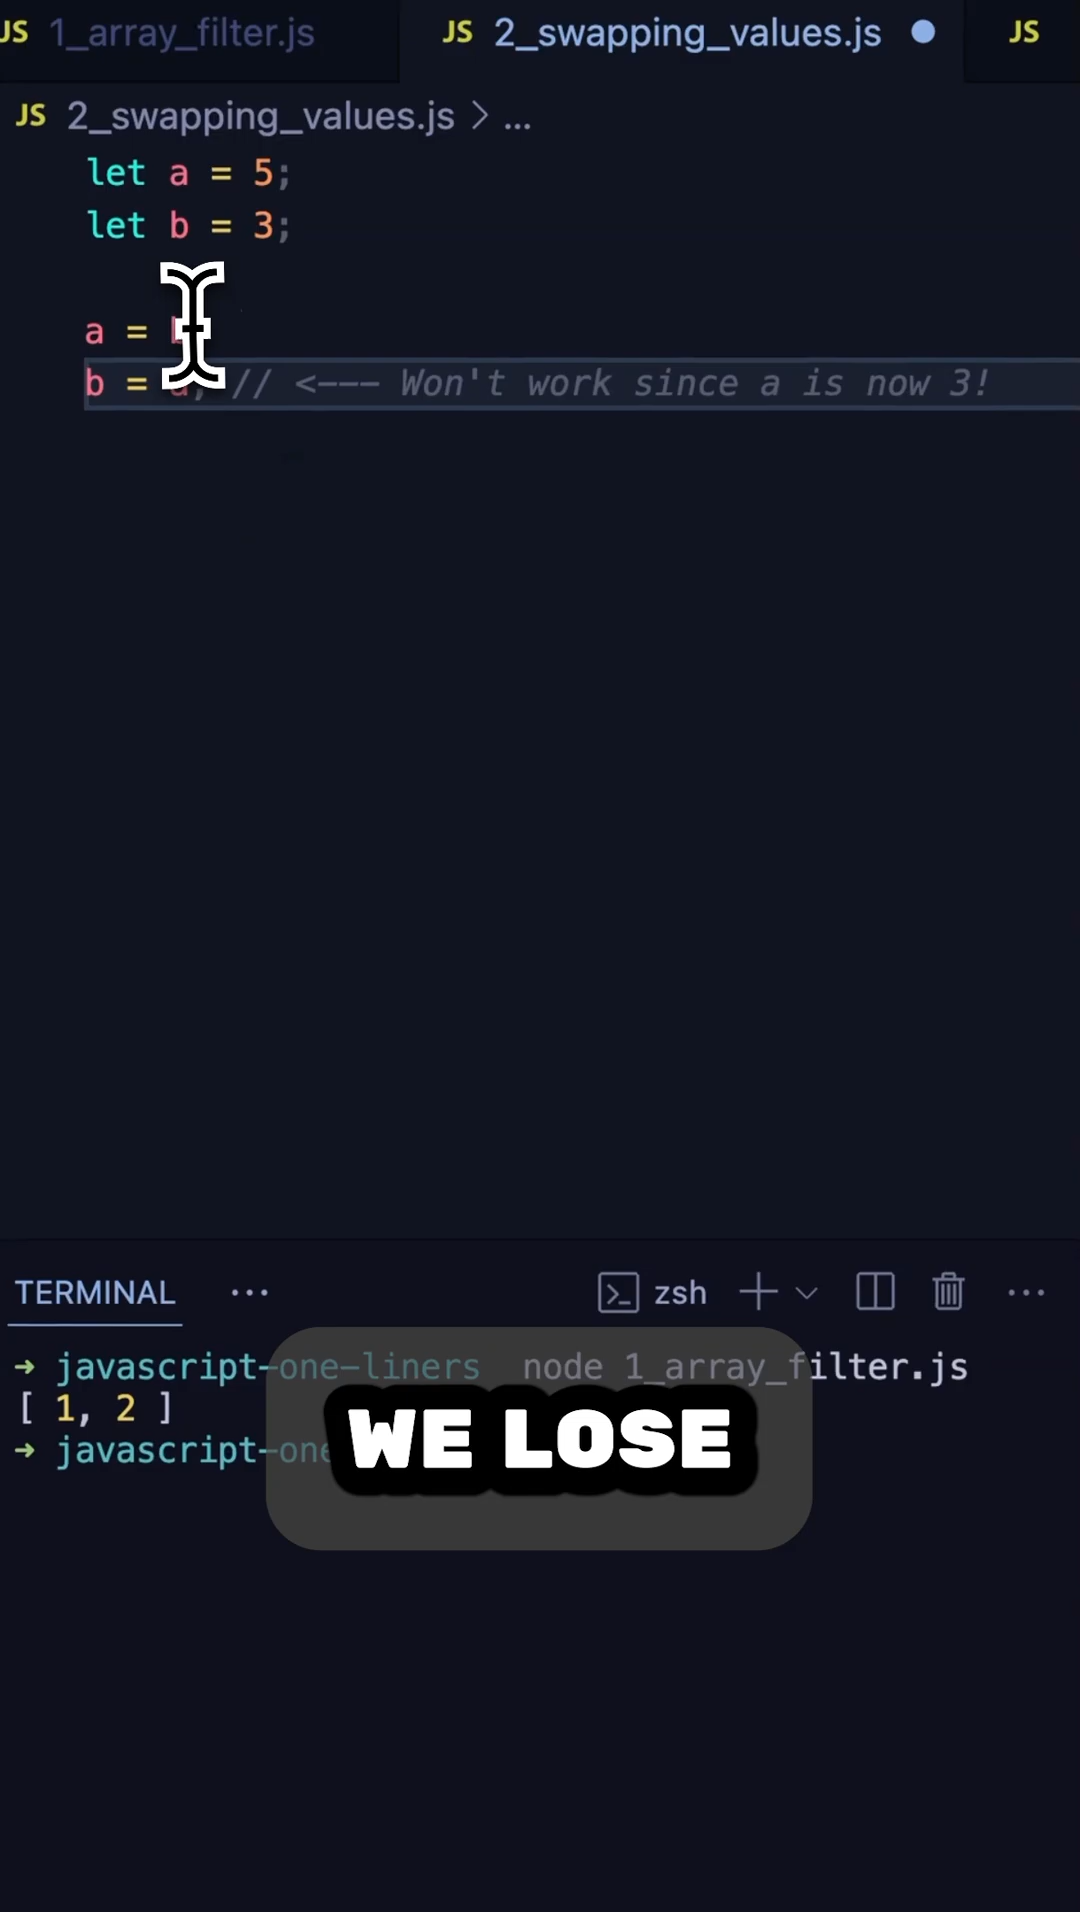 JS 1_array_filter.js JS 2_swapping_values.js JS
JS 2_swapping_values.js > ...
let a = 5;
let b = 3;
a =
b = a; // <--- Won't work since a is now 3!
TERMINAL ... zsh
→ javascript-one-liners node 1_array_filter.js
[ 1, 2 ]
→ javascript-one
WE LOSE